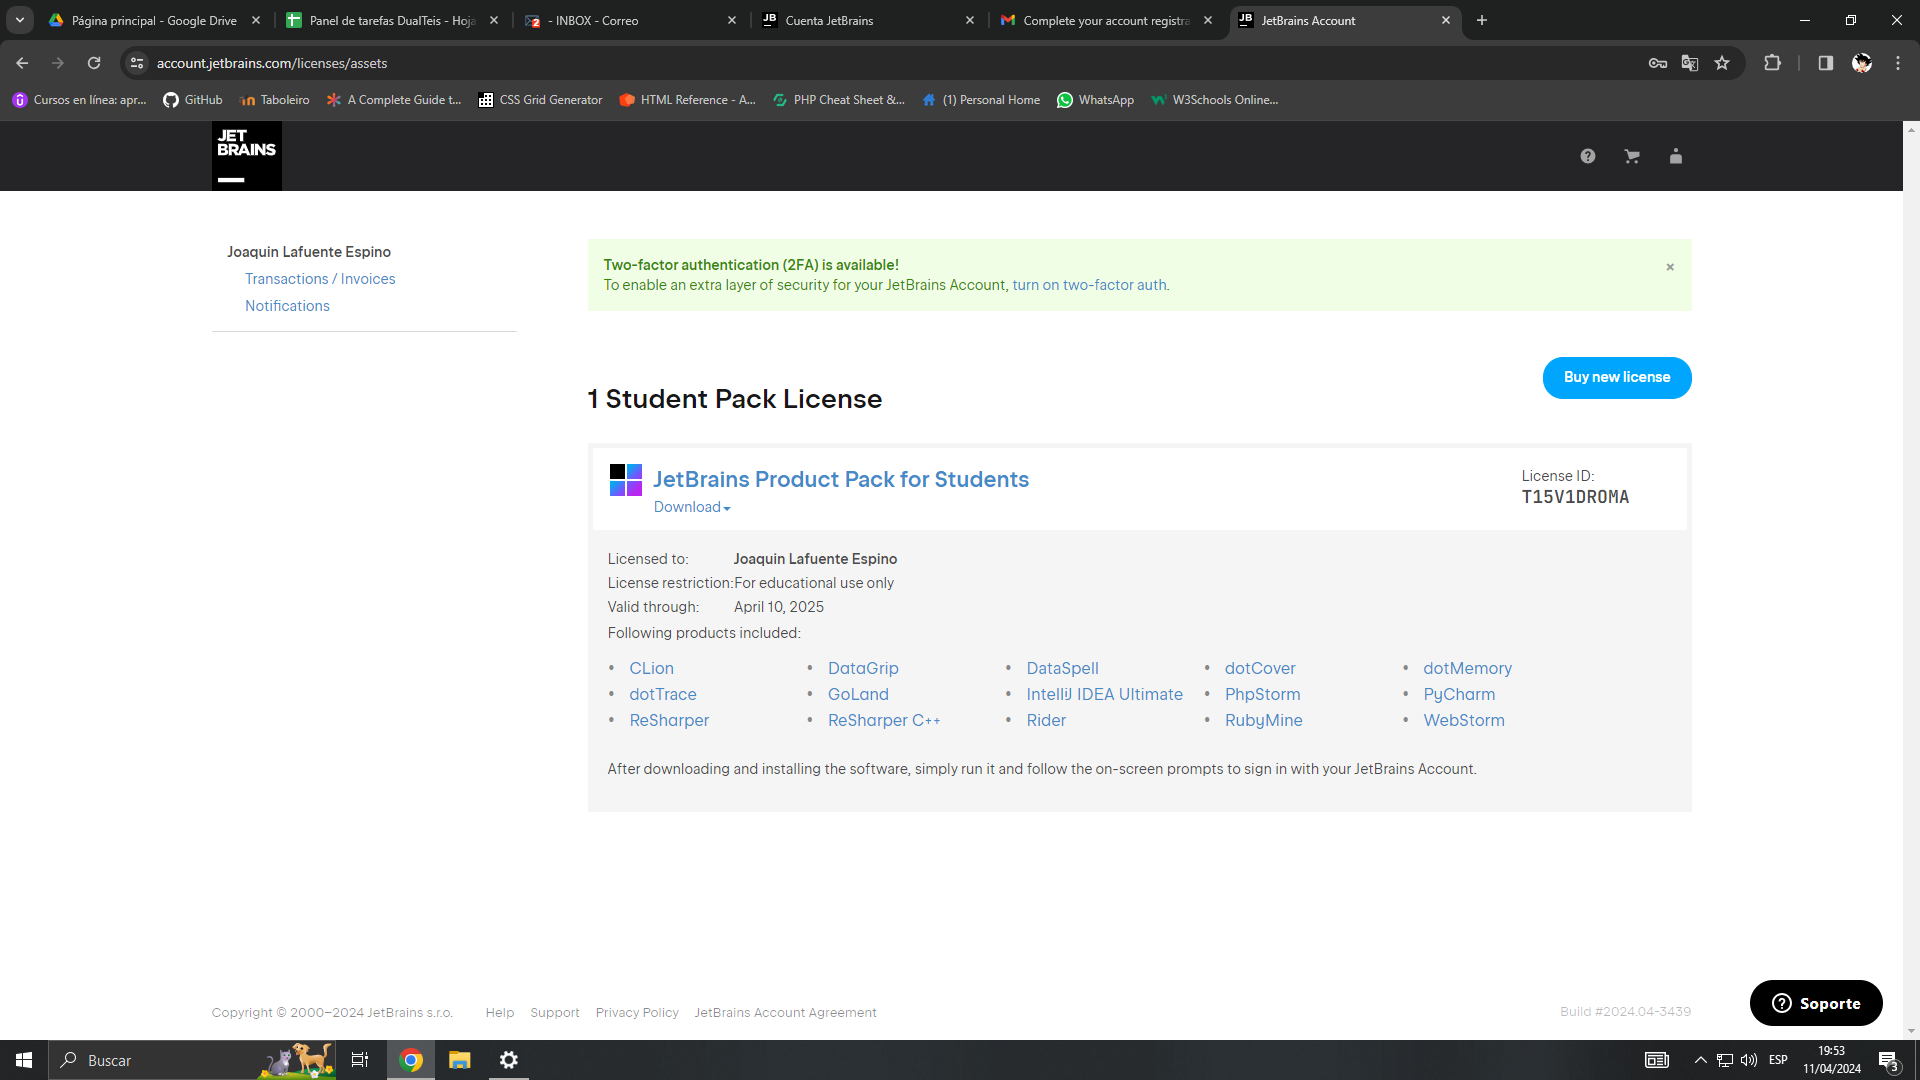 Página principal - Google Drive
Panel de tarefas DualTeis - Hoja
- INBOX - Correo
Cuenta JetBrains
Complete your account registra
JetBrains Account
account.jetbrains.com/licenses/assets
Cursos en línea: apr...
GitHub
Taboleiro
A Complete Guide t...
CSS Grid Generator
HTML Reference - A...
PHP Cheat Sheet &...
(1) Personal Home
WhatsApp
W3Schools Online...
JET
BRAINS
Joaquin Lafuente Espino
Transactions / Invoices
Notifications
Two-factor authentication (2FA) is available!
To enable an extra layer of security for your JetBrains Account, turn on two-factor auth.
Buy new license
1 Student Pack License
JetBrains Product Pack for Students
Download
License ID:
T15V1DROMA
Licensed to: Joaquin Lafuente Espino
License restriction: For educational use only
Valid through: April 10, 2025
Following products included:
CLion DataGrip DataSpell dotCover dotMemory
dotTrace GoLand IntelliJ IDEA Ultimate PhpStorm PyCharm
ReSharper ReSharper C++ Rider RubyMine WebStorm
After downloading and installing the software, simply run it and follow the on-screen prompts to sign in with your JetBrains Account.
Copyright © 2000–2024 JetBrains s.r.o. Help Support Privacy Policy JetBrains Account Agreement
Build #2024.04-3439
Soporte
Buscar
ESP
19:53
11/04/2024
3